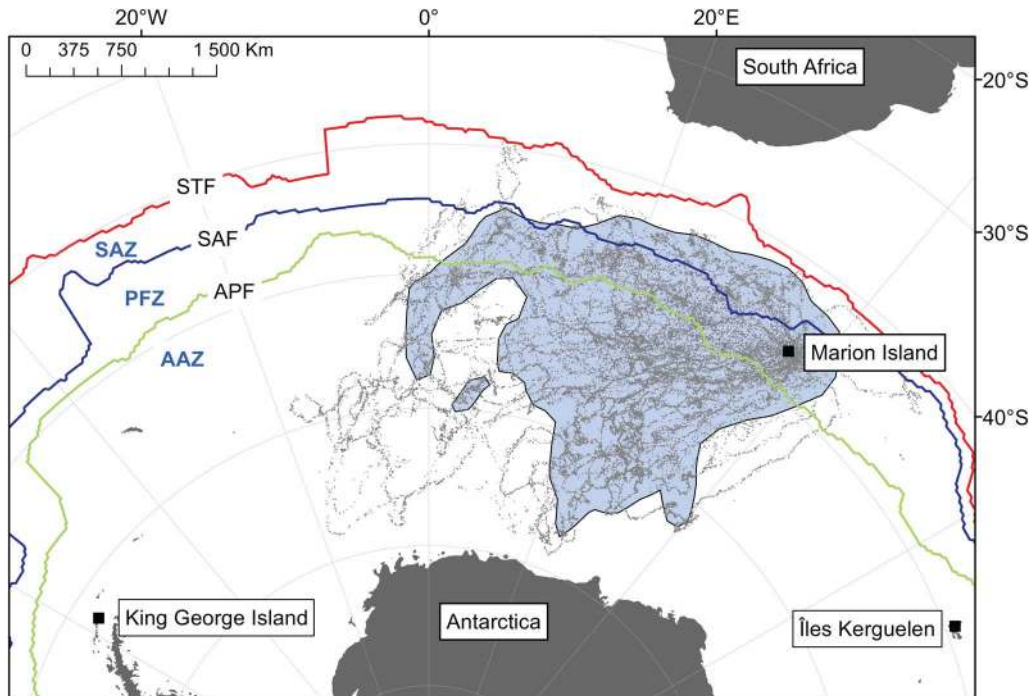 20°W 0° 20°E
0 375 750 1 500 Km
South Africa
20°S
STF
SAZ
SAF
30°S
PFZ
APF
AAZ
Marion Island
40°S
King George Island
Antarctica
Îles Kerguelen